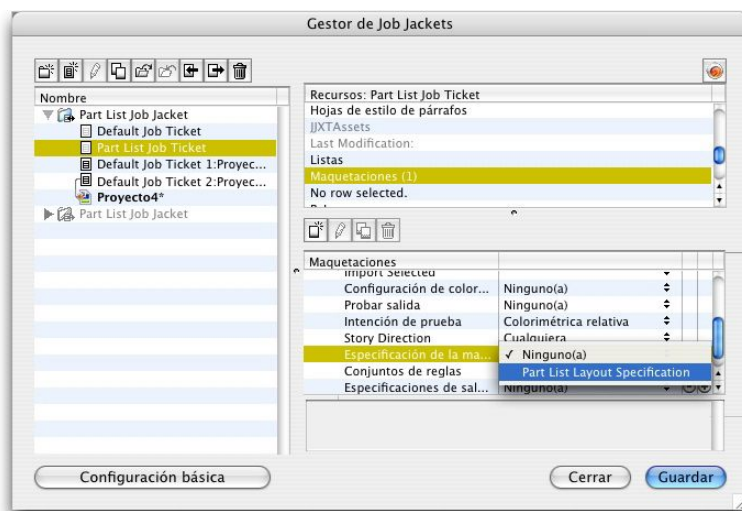 Gestor de Job Jackets
Nombre
Part List Job Jacket
Default Job Ticket
Part List Job Ticket
Default Job Ticket 1:Proyec...
Default Job Ticket 2:Proyec...
Proyecto4*
Part List Job Jacket
Recursos: Part List Job Ticket
Hojas de estilo de párrafos
JJXTAssets
Last Modification:
Listas
Maquetaciones (1)
No row selected.
Maquetaciones
Import Selected
Configuración de color... Ninguno(a)
Probar salida Ninguno(a)
Intención de prueba Colorimétrica relativa
Story Direction Cualquiera
Especificación de la ma... ✓ Ninguno(a)
Conjuntos de reglas Part List Layout Specification
Especificaciones de sal... Ninguno(a)
Configuración básica
Cerrar
Guardar